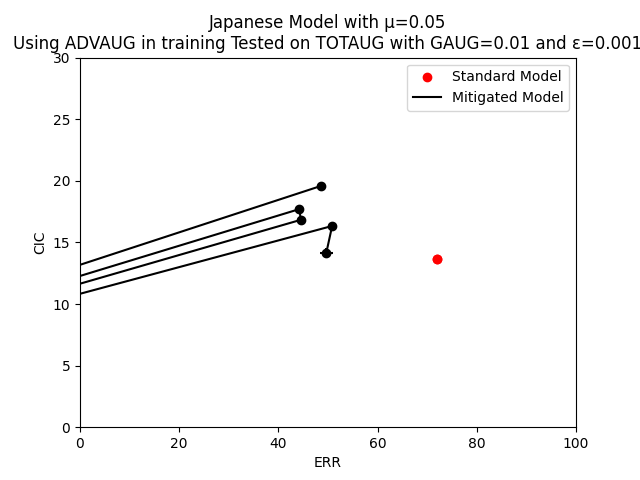 Japanese Model with μ=0.05
Using ADVAUG in training Tested on TOTAUG with GAUG=0.01 and ε=0.001
Standard Model
Mitigated Model
30
25
20
15
10
5
0
CIC
0 20 40 60 80 100
ERR